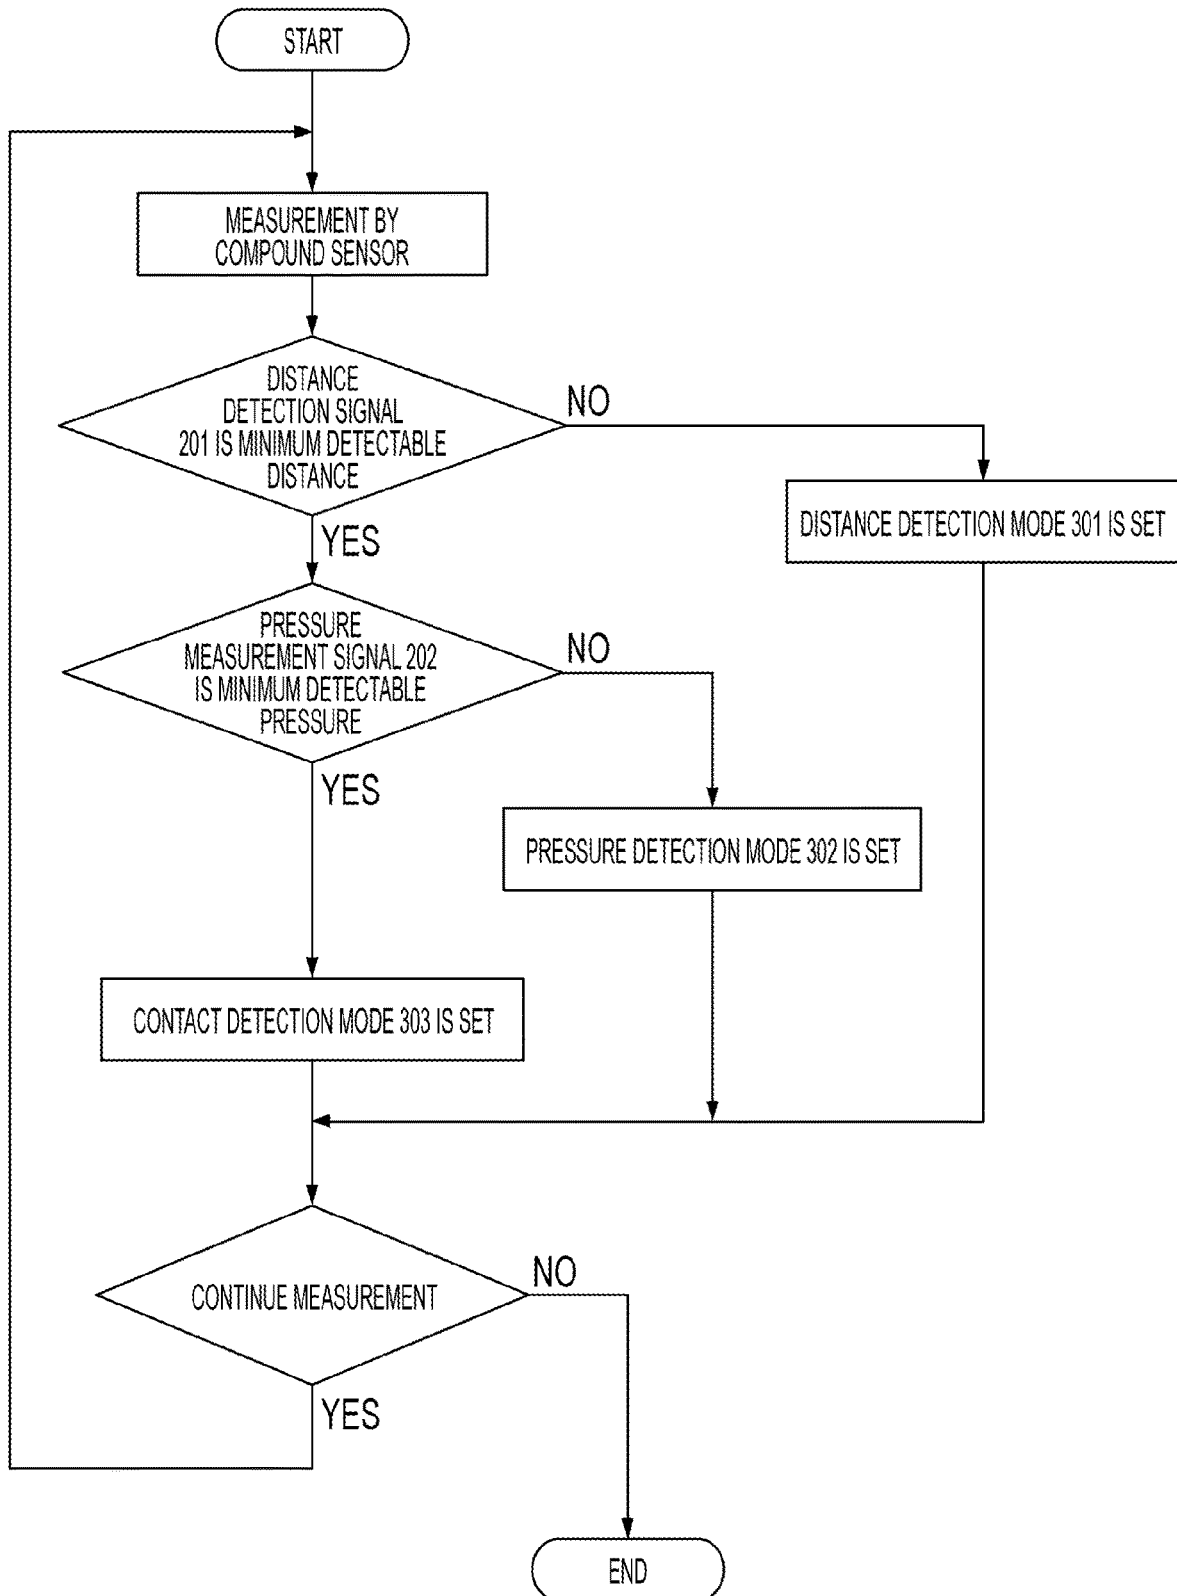 START
MEASUREMENT BY
COMPOUND SENSOR
DISTANCE
DETECTION SIGNAL
201 IS MINIMUM DETECTABLE
DISTANCE
NO
YES
DISTANCE DETECTION MODE 301 IS SET
PRESSURE
MEASUREMENT SIGNAL 202
IS MINIMUM DETECTABLE
PRESSURE
NO
YES
PRESSURE DETECTION MODE 302 IS SET
CONTACT DETECTION MODE 303 IS SET
CONTINUE MEASUREMENT
NO
YES
END